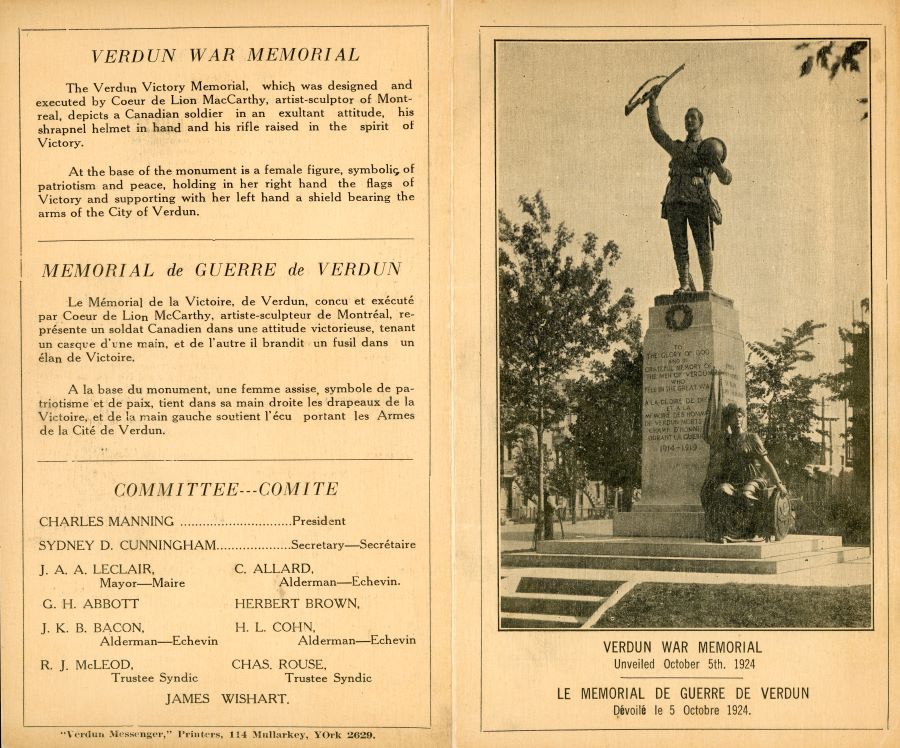 VERDUN WAR MEMORIAL
The Verdun Victory Memorial, which was designed and
executed by Coeur de Lion MacCarthy, artist-sculptor of Mont-
real, depicts a Canadian soldier in an exultant attitude, his
shrapnel helmet in hand and his rifle raised in the spirit of
Victory.
At the base of the monument is a female figure, symbolic of
patriotism and peace, holding in her right hand the flags of
Victory and supporting with her left hand a shield bearing the
arms of the City of Verdun.
MEMORIAL de GUERRE de VERDUN
Le Mémorial de la Victoire, de Verdun, concu et exécuté
par Coeur de Lion McCarthy, artiste-sculpteur de Montréal, re-
présente un soldat Canadien dans une attitude victorieuse, tenant
un casque d'une main, et de l'autre il brandit un fusil dans un
élan de Victoire.
A la base du monument, une femme assise, symbole de pa-
triotisme et de paix, tient dans sa main droite les drapeaux de la
Victoire, et de la main gauche soutient l'écu portant les Armes
de la Cité de Verdun.
COMMITTEE---COMITE
CHARLES MANNING ..............................President
SYDNEY D. CUNNINGHAM....................Secretary—Secrétaire
J. A. A. LECLAIR,
Mayor—Maire
C. ALLARD,
Alderman—Echevin.
G. H. ABBOTT
HERBERT BROWN,
J. K. B. BACON,
Alderman—Echevin
H. L. COHN,
Alderman—Echevin
R. J. McLEOD,
Trustee Syndic
CHAS. ROUSE,
Trustee Syndic
JAMES WISHART.
"Verdun Messenger," Printers, 114 Mullarkey, YOrk 2629.
TO
THE GLORY OF GOD
AND IN
GRATEFUL MEMORY OF
THE MEN OF VERDUN
WHO
FELL IN THE GREAT WAR
A LA GLOIRE DE DIEU
ET A LA
MEMOIRE DES HOMMES
DE VERDUN MORTS
CHAMP D'HONNEUR
DURANT LA GUERRE
1914-1919
VERDUN WAR MEMORIAL
Unveiled October 5th. 1924
LE MEMORIAL DE GUERRE DE VERDUN
Dévoilé le 5 Octobre 1924.